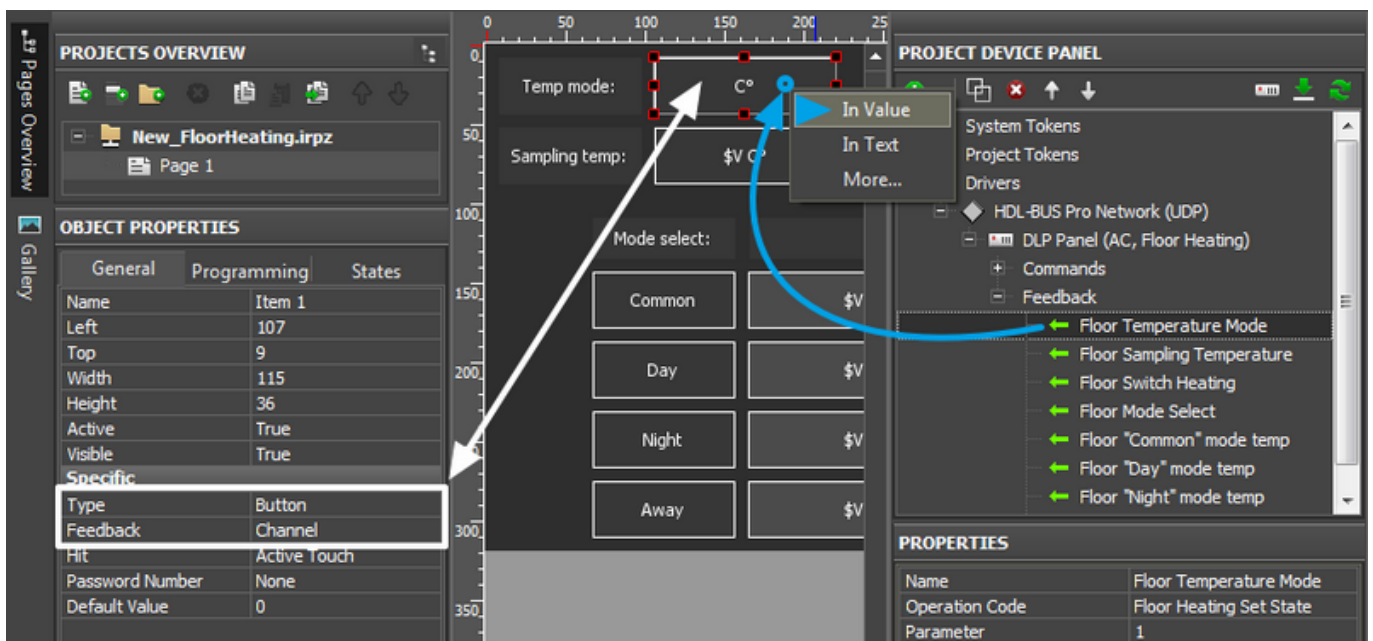 Pages Overview
Gallery
PROJECTS OVERVIEW
New_FloorHeating.irpz
Page 1
OBJECT PROPERTIES
General Programming States
Name Item 1
Left 107
Top 9
Width 115
Height 36
Active True
Visible True
Specific
Type Button
Feedback Channel
Hit Active Touch
Password Number None
Default Value 0
0 50 100 150 200 25
0
50
100
150
200
300
350
Temp mode: C°
Sampling temp: $V C°
Mode select:
Common $V
Day $V
Night $V
Away $V
In Value
In Text
More...
PROJECT DEVICE PANEL
System Tokens
Project Tokens
Drivers
HDL-BUS Pro Network (UDP)
DLP Panel (AC, Floor Heating)
Commands
Feedback
Floor Temperature Mode
Floor Sampling Temperature
Floor Switch Heating
Floor Mode Select
Floor "Common" mode temp
Floor "Day" mode temp
Floor "Night" mode temp
PROPERTIES
Name Floor Temperature Mode
Operation Code Floor Heating Set State
Parameter 1